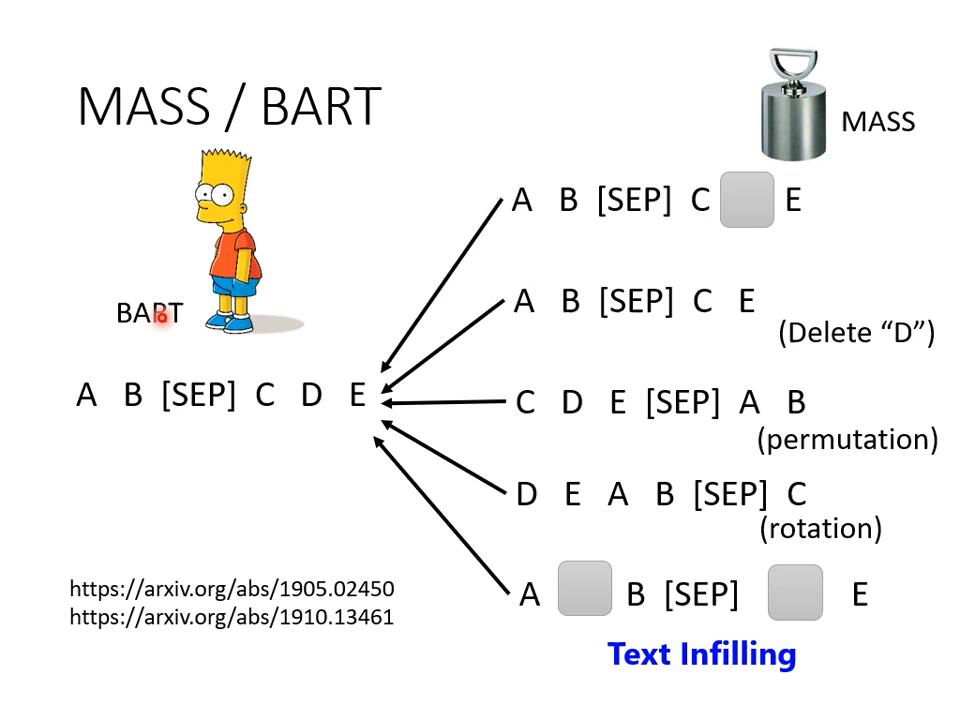 MASS / BART
MASS
BART
A B [SEP] C D E
A B [SEP] C E
A B [SEP] C E
(Delete “D”)
C D E [SEP] A B
(permutation)
D E A B [SEP] C
(rotation)
A B [SEP] E
Text Infilling
https://arxiv.org/abs/1905.02450
https://arxiv.org/abs/1910.13461